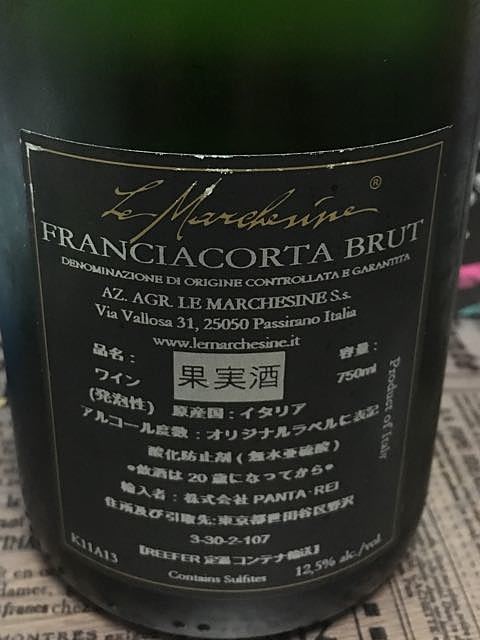 Le Marchesine ®
FRANCIACORTA BRUT
DENOMINAZIONE DI ORIGINE CONTROLLATA E GARANTITA
AZ. AGR. LE MARCHESINE S.s.
Via Vallosa 31, 25050 Passirano Italia
www.lemarchesine.it
品名：
ワイン
(発泡性)
果実酒
容量：
750ml
原産国：イタリア
アルコール度数：オリジナルラベルに表記
酸化防止剤(無水亜硫酸)
●飲酒は20歳になってから●
輸入者：株式会社 PANTA・REI
住所及び引取先:東京都世田谷区野沢
3-30-2-107
【REEFER 定温コンテナ輸送】
K11A13
Contains Sulfites
12,5% alc./vol.
Product of Italy
en
damer,
frames chez
MONTRES